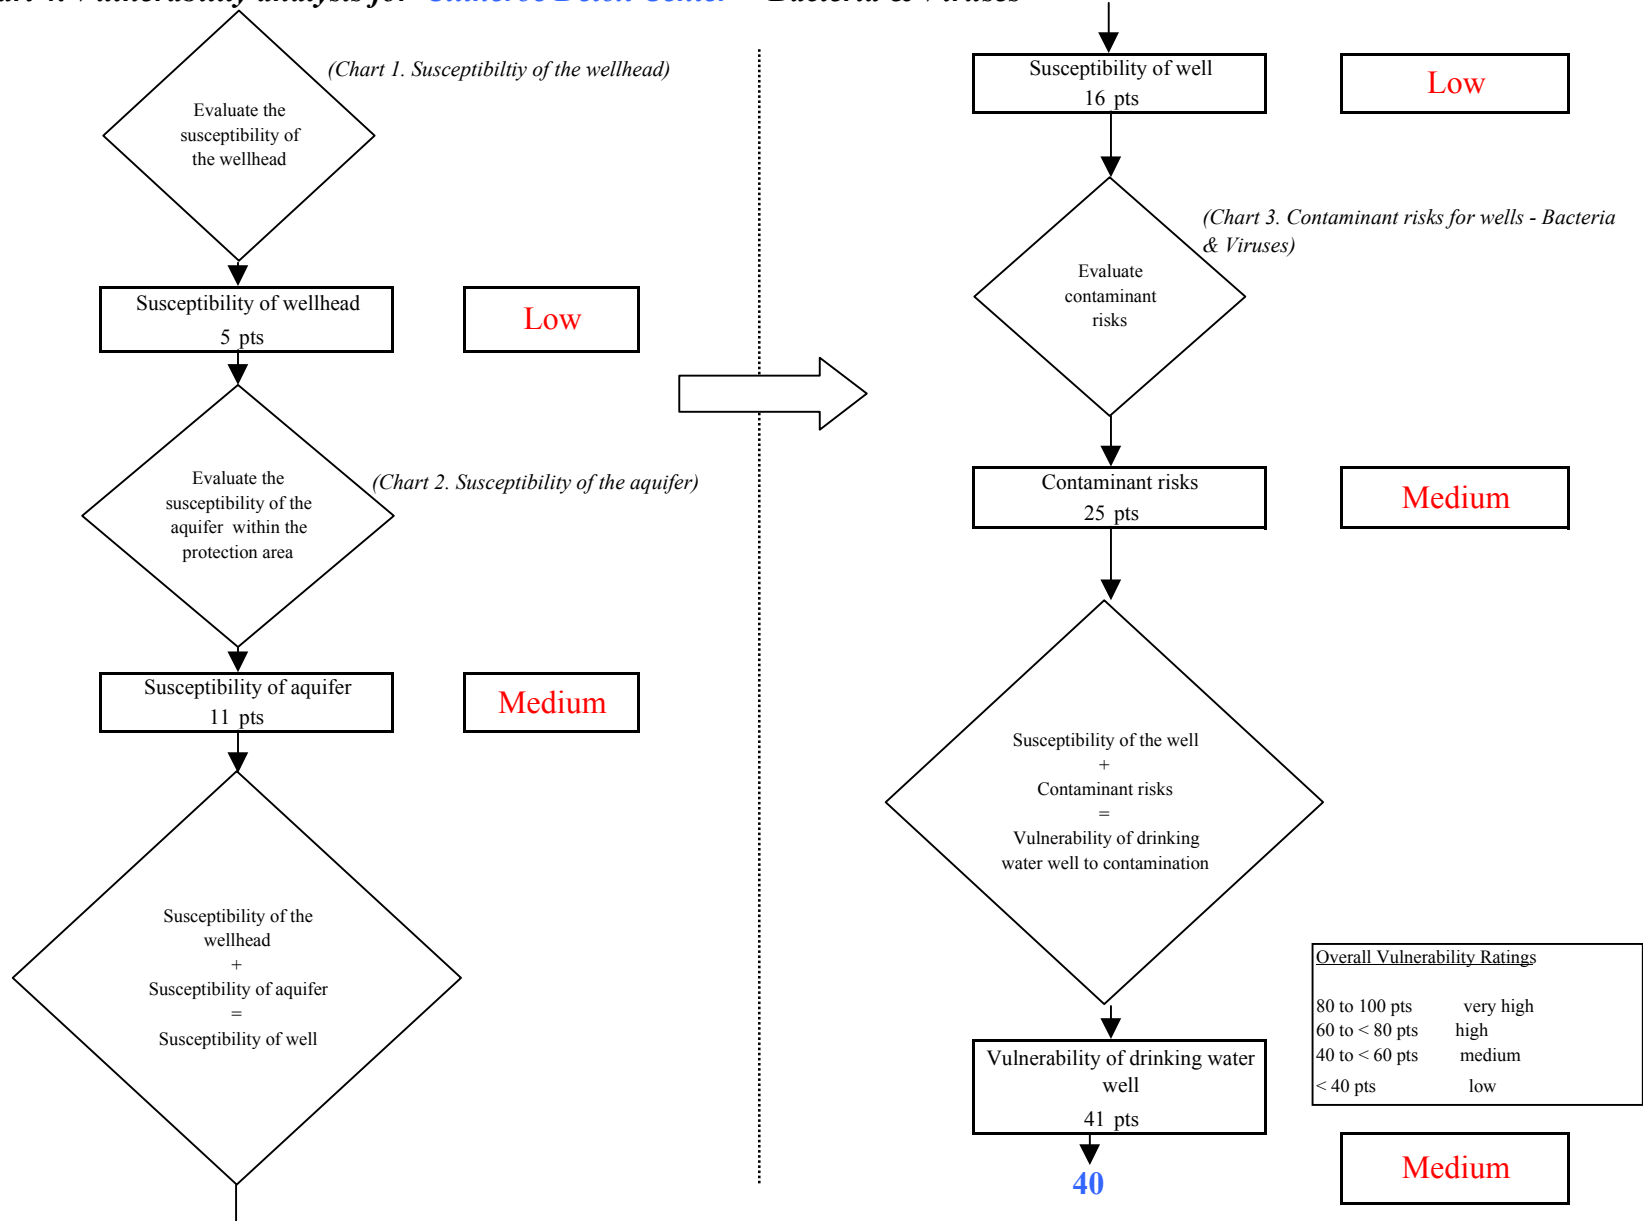 Vulnerability analysis for
Bacteria & Viruses
(Chart 1. Susceptibiltiy of the wellhead)
Evaluate the
susceptibility of
the wellhead
Susceptibility of wellhead
5 pts
Low
Evaluate the
susceptibility of the
aquifer within the
protection area
(Chart 2. Susceptibility of the aquifer)
Susceptibility of aquifer
11 pts
Medium
Susceptibility of the
wellhead
+
Susceptibility of aquifer
=
Susceptibility of well
Susceptibility of well
16 pts
Low
(Chart 3. Contaminant risks for wells - Bacteria
& Viruses)
Evaluate
contaminant
risks
Contaminant risks
25 pts
Medium
Susceptibility of the well
+
Contaminant risks
=
Vulnerability of drinking
water well to contamination
Overall Vulnerability Ratings
80 to 100 pts very high
60 to < 80 pts high
40 to < 60 pts medium
< 40 pts low
Vulnerability of drinking water
well
41 pts
40
Medium